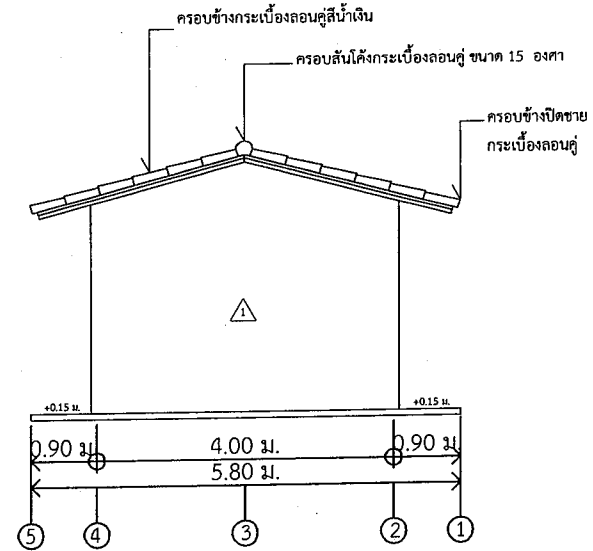 ครอบข้างกระเบื้องลอนคู่สีน้ำเงิน
ครอบสันโค้งกระเบื้องลอนคู่ ขนาด 15 องศา
ครอบข้างปิดชาย
กระเบื้องลอนคู่
1
+0.15 ม.
+0.15 ม.
0.90 ม.
4.00 ม.
0.90 ม.
5.80 ม.
5
4
3
2
1